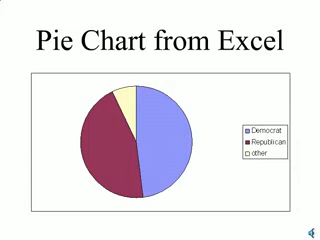 Pie Chart from Excel
Democrat
Republican
other